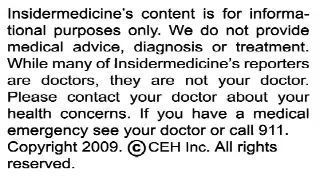 Insidermedicine's content is for informa-
tional purposes only. We do not provide
medical advice, diagnosis or treatment.
While many of Insidermedicine's reporters
are doctors, they are not your doctor.
Please contact your doctor about your
health concerns. If you have a medical
emergency see your doctor or call 911.
Copyright 2009. ©CEH Inc. All rights
reserved.